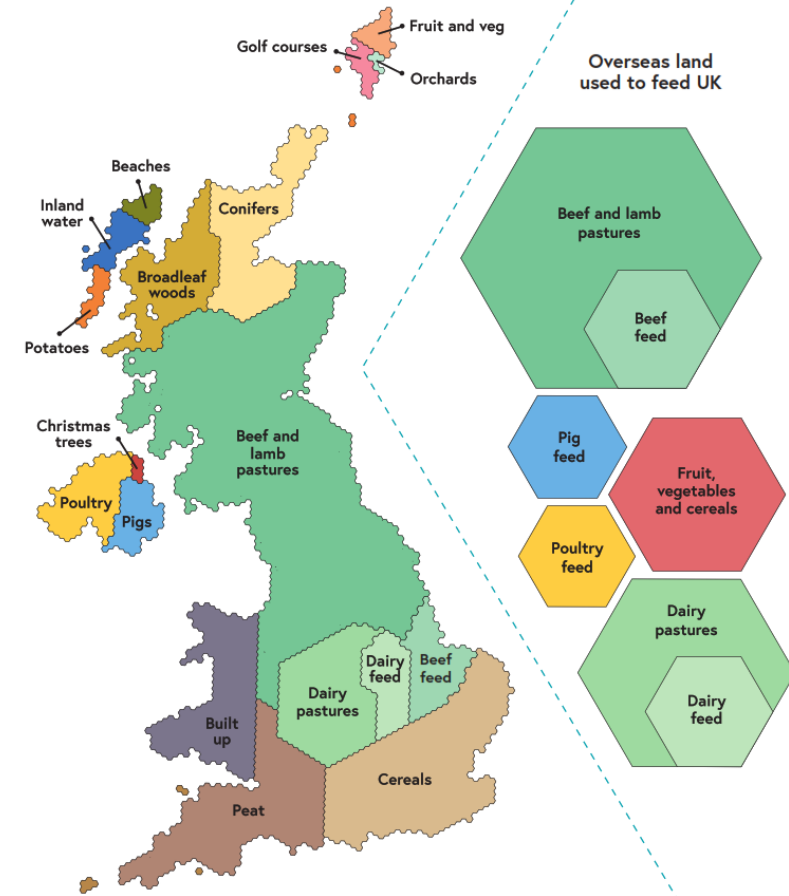 Fruit and veg
Golf courses
Orchards
Beaches
Inland
water
Conifers
Broadleaf
woods
Potatoes
Christmas
trees
Beef and
lamb
pastures
Poultry
Pigs
Dairy
feed
Beef
feed
Dairy
pastures
Built
up
Cereals
Peat
Overseas land
used to feed UK
Beef and lamb
pastures
Beef
feed
Pig
feed
Fruit,
vegetables
and cereals
Poultry
feed
Dairy
pastures
Dairy
feed